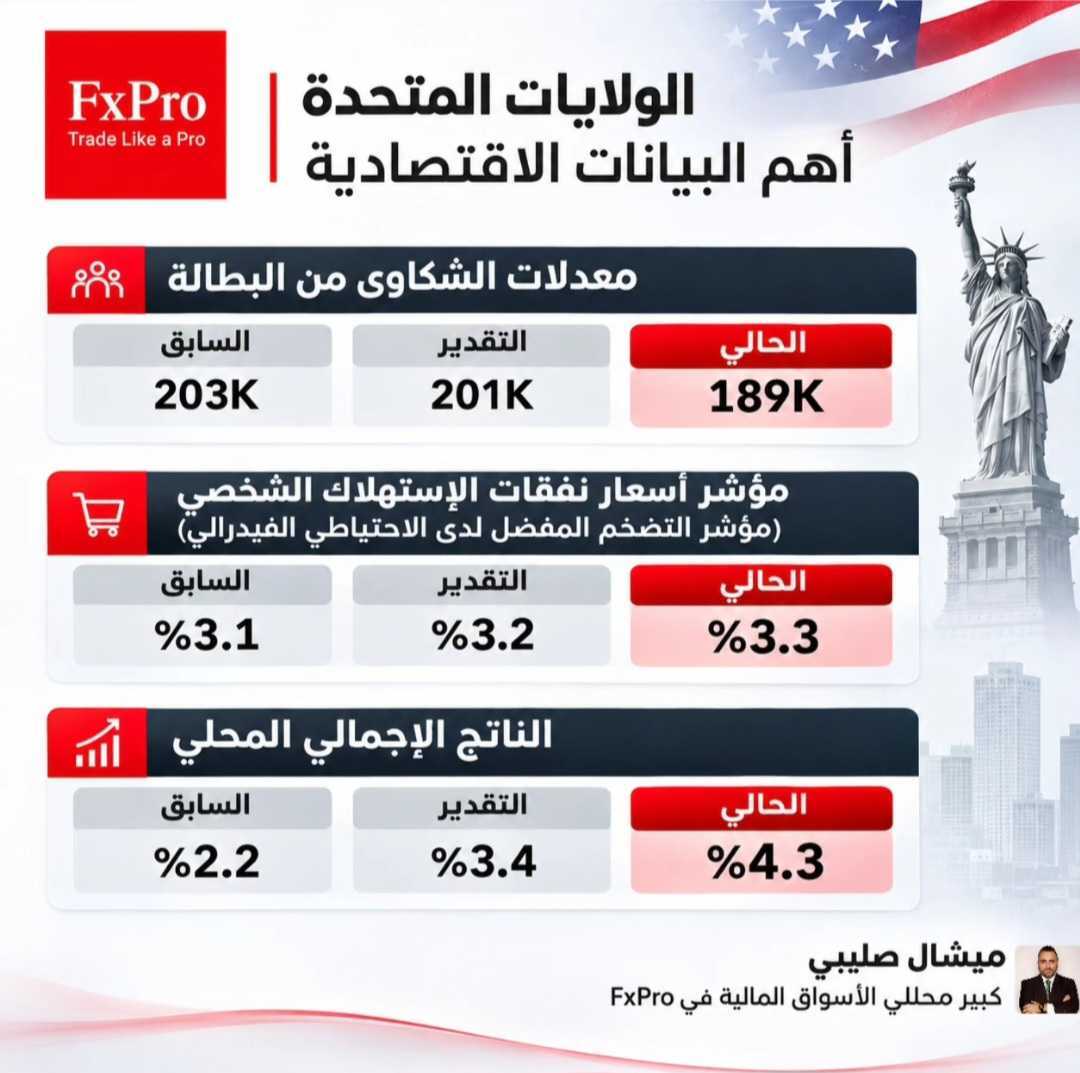 FxPro
Trade Like a Pro
الولايات المتحدة
أهم البيانات الاقتصادية
معدلات الشكاوى من البطالة
الحالي
التقدير
السابق
189K
201K
203K
مؤشر أسعار نفقات الإستهلاك الشخصي
(مؤشر التضخم المفضل لدى الاحتياطي الفيدرالي)
الحالي
التقدير
السابق
%3.3
%3.2
%3.1
الناتج الإجمالي المحلي
الحالي
التقدير
السابق
%4.3
%3.4
%2.2
ميشال صليبي
كبير محللي الأسواق المالية في FxPro